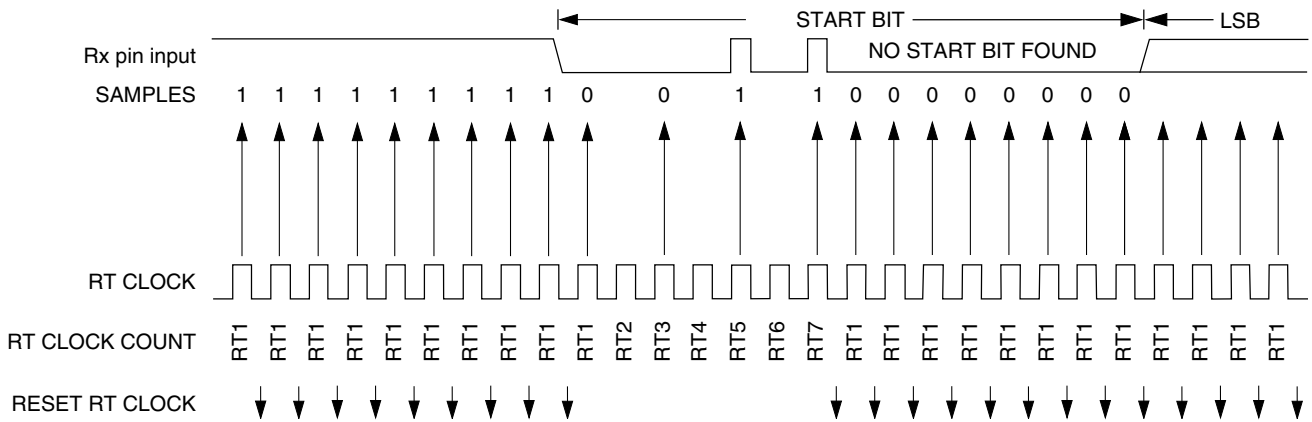 START BIT LSB
Rx pin input NO START BIT FOUND
SAMPLES 1 1 1 1 1 1 1 1 1 0 0 1 1 0 0 0 0 0 0 0 0
RT CLOCK
RT CLOCK COUNT RT1 RT1 RT1 RT1 RT1 RT1 RT1 RT1 RT1 RT1 RT2 RT3 RT4 RT5 RT6 RT7 RT1 RT1 RT1 RT1 RT1 RT1 RT1 RT1 RT1 RT1 RT1 RT1
RESET RT CLOCK